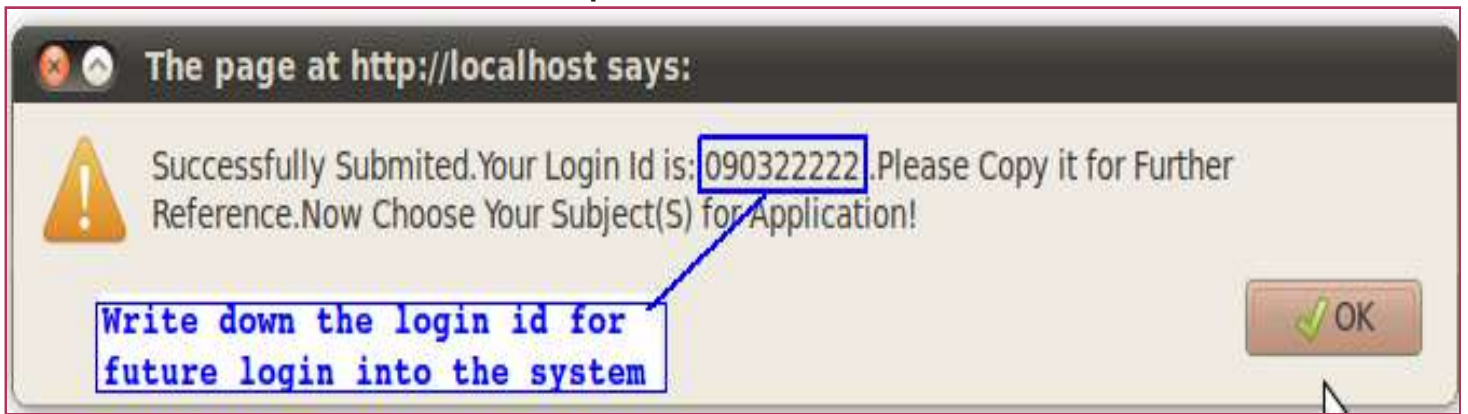 The page at http://localhost says:
Successfully Submited.Your Login Id is: 090322222 .Please Copy it for Further
Reference.Now Choose Your Subject(S) for Application!
Write down the login id for
future login into the system
OK